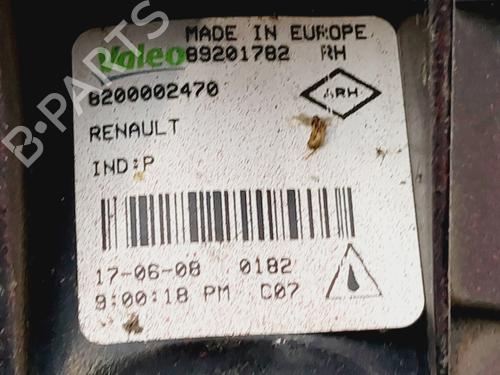 MADE IN EUROPE
Valeo 89201782 RH
8200002470
ARH
RENAULT
IND:P
17-06-08 0182
9:00:18 PM C07
B-PARTS